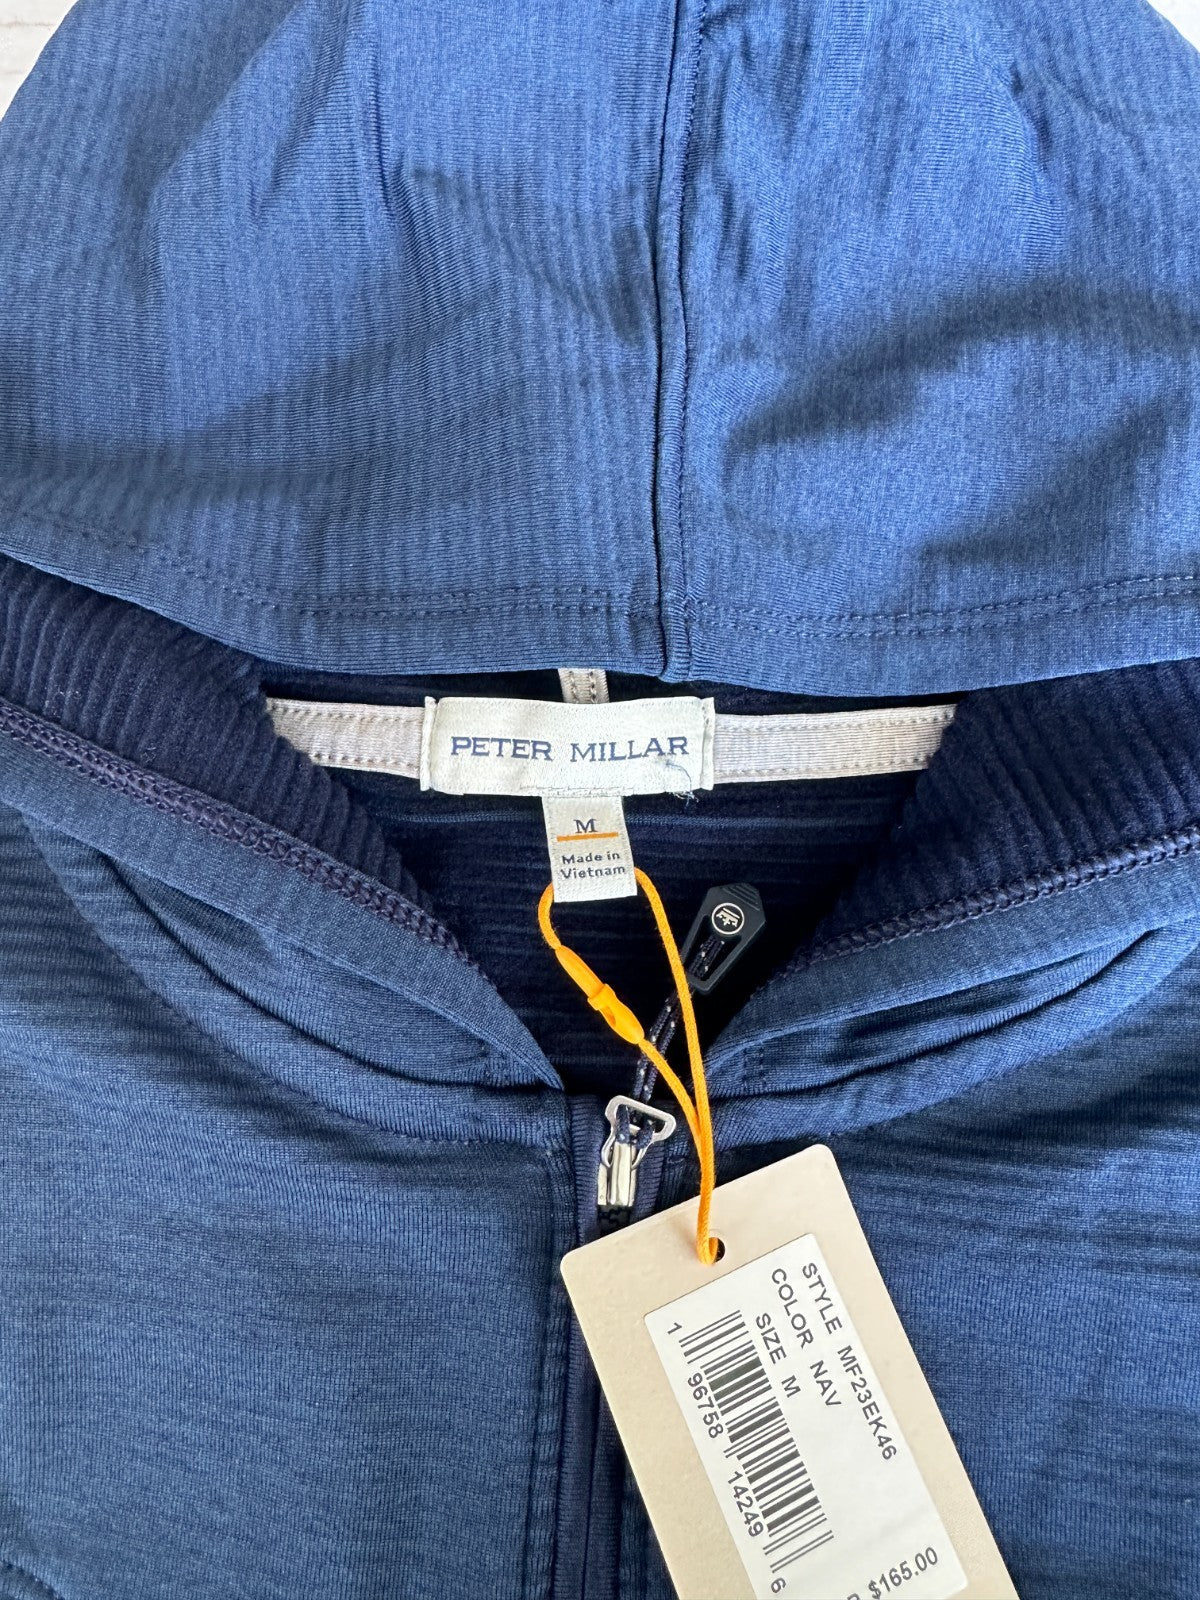 PETER MILLAR
M
Made in
Vietnam
STYLE MF23EK46
COLOR NAV
SIZE M
1 96758 14249 6
$165.00